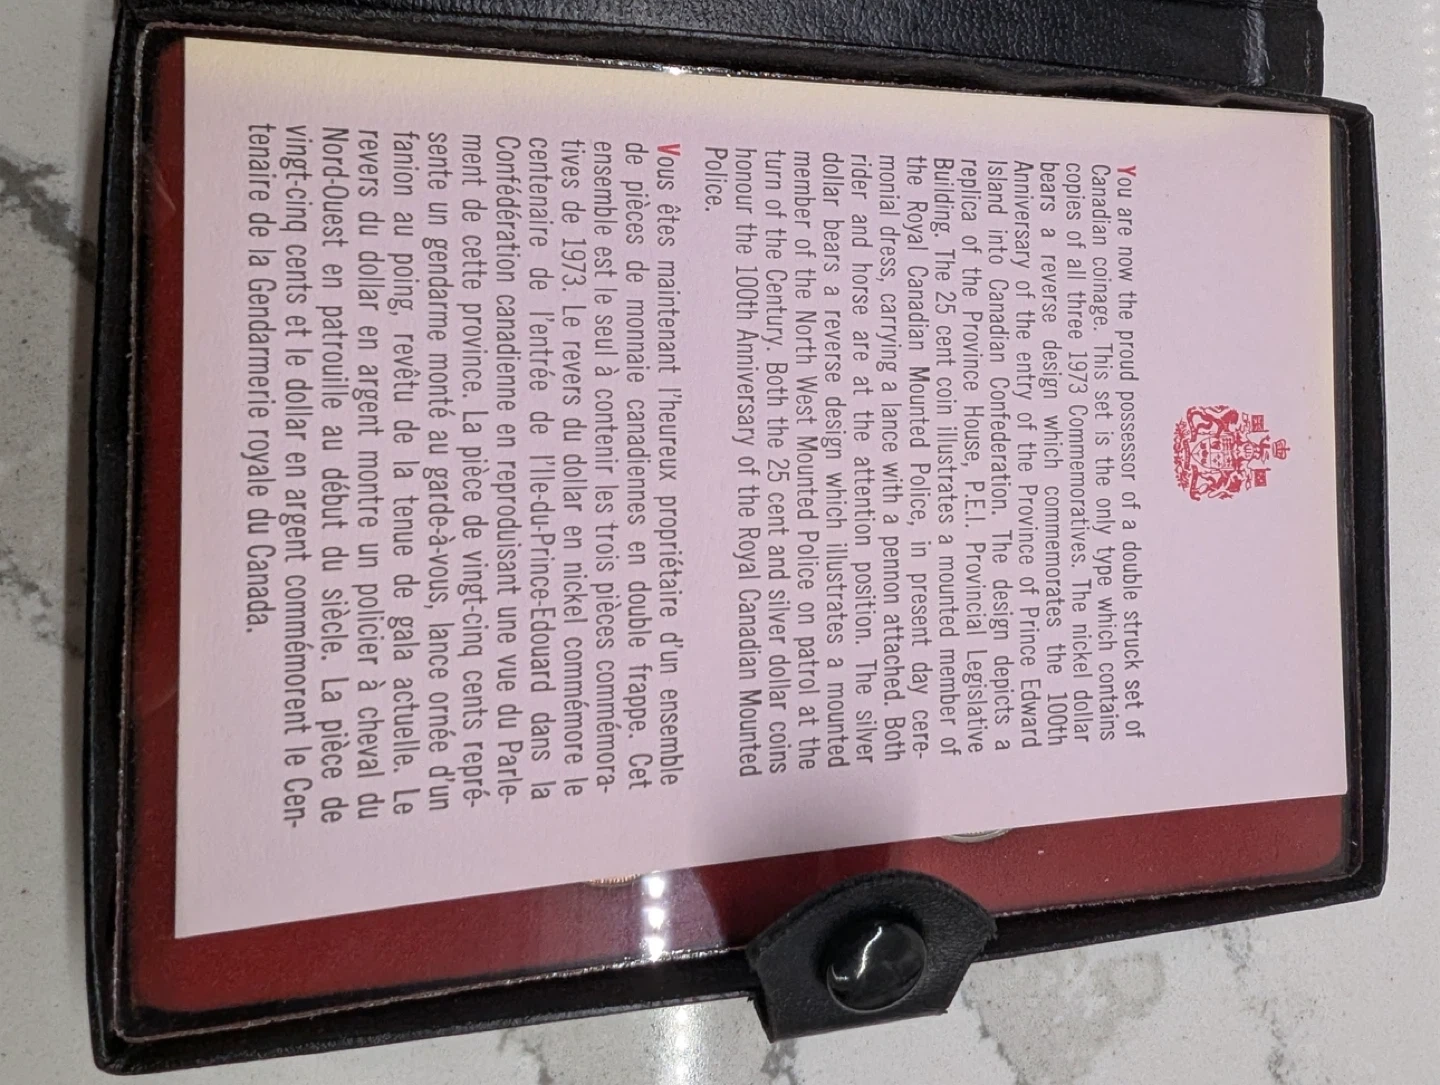 You are now the proud possessor of a double struck set of
Canadian coinage. This set is the only type which contains
copies of all three 1973 Commemoratives. The nickel dollar
bears a reverse design which commemorates the 100th
Anniversary of the entry of the Province of Prince Edward
Island into Canadian Confederation. The design depicts a
replica of the Province House, P.E.I. Provincial Legislative
Building. The 25 cent coin illustrates a mounted member of
the Royal Canadian Mounted Police, in present day cere-
monial dress, carrying a lance with a pennon attached. Both
rider and horse are at the attention position. The silver
dollar bears a reverse design which illustrates a mounted
member of the North West Mounted Police on patrol at the
turn of the Century. Both the 25 cent and silver dollar coins
honour the 100th Anniversary of the Royal Canadian Mounted
Police.
Vous êtes maintenant l'heureux propriétaire d'un ensemble
de pièces de monnaie canadiennes en double frappe. Cet
ensemble est le seul à contenir les trois pièces commémora-
tives de 1973. Le revers du dollar en nickel commémore le
centenaire de l'entrée de l'Ile-du-Prince-Edouard dans la
Confédération canadienne en reproduisant une vue du Parle-
ment de cette province. La pièce de vingt-cinq cents repré-
sente un gendarme monté au garde-à-vous, lance ornée d'un
fanion au poing, revêtu de la tenue de gala actuelle. Le
revers du dollar en argent montre un policier à cheval du
Nord-Ouest en patrouille au début du siècle. La pièce de
vingt-cinq cents et le dollar en argent commémorent le Cen-
tenaire de la Gendarmerie royale du Canada.